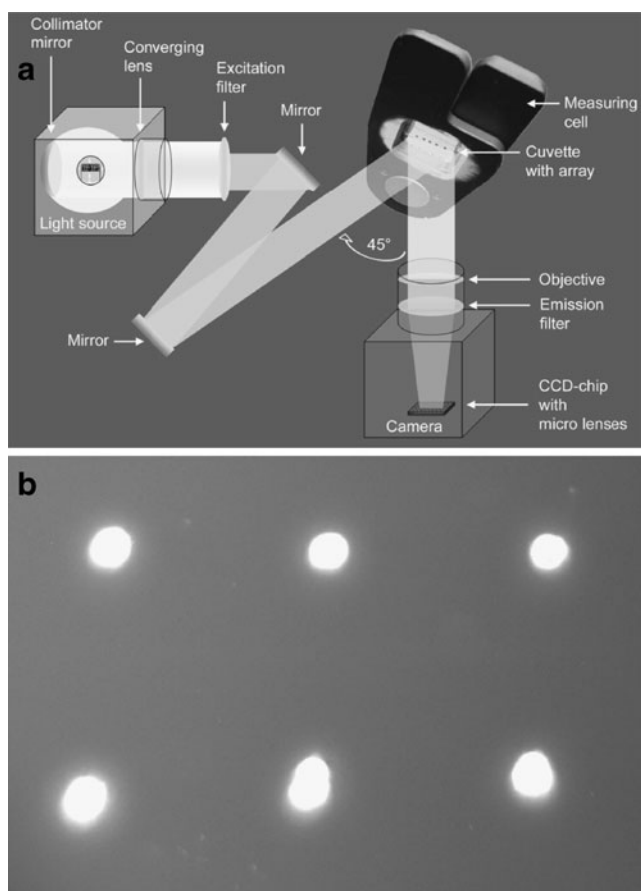 a
Collimator
mirror
Converging
lens
Excitation
filter
Mirror
Light source
Mirror
45°
Measuring
cell
Cuvette
with array
Objective
Emission
filter
CCD-chip
with
micro lenses
Camera
b